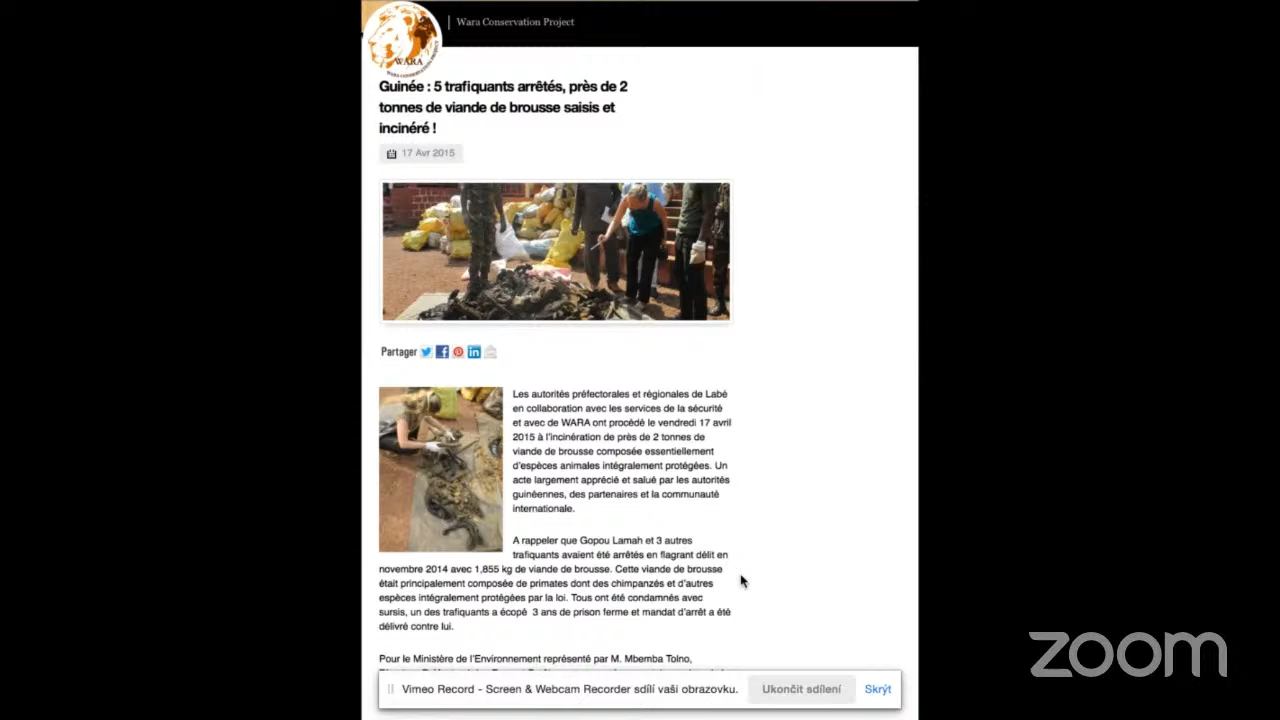 Wara Conservation Project
WARA
WARA CONSERVATION PROJECT
Guinée : 5 trafiquants arrêtés, près de 2
tonnes de viande de brousse saisis et
incinéré !
17 Avr 2015
Partager
Les autorités préfectorales et régionales de Labé
en collaboration avec les services de la sécurité
et avec de WARA ont procédé le vendredi 17 avril
2015 à l'incinération de près de 2 tonnes de
viande de brousse composée essentiellement
d'espèces animales intégralement protégées. Un
acte largement apprécié et salué par les autorités
guinéennes, des partenaires et la communauté
internationale.
A rappeler que Gopou Lamah et 3 autres
trafiquants avaient été arrêtés en flagrant délit en
novembre 2014 avec 1,855 kg de viande de brousse. Cette viande de brousse
était principalement composée de primates dont des chimpanzés et d'autres
espèces intégralement protégées par la loi. Tous ont été condamnés avec
sursis, un des trafiquants a écopé 3 ans de prison ferme et mandat d'arrêt a été
délivré contre lui.
Pour le Ministère de l'Environnement représenté par M. Mbemba Tolno,
Vimeo Record - Screen & Webcam Recorder sdílí vaši obrazovku.
Ukončit sdílení
Skrýt
zoom